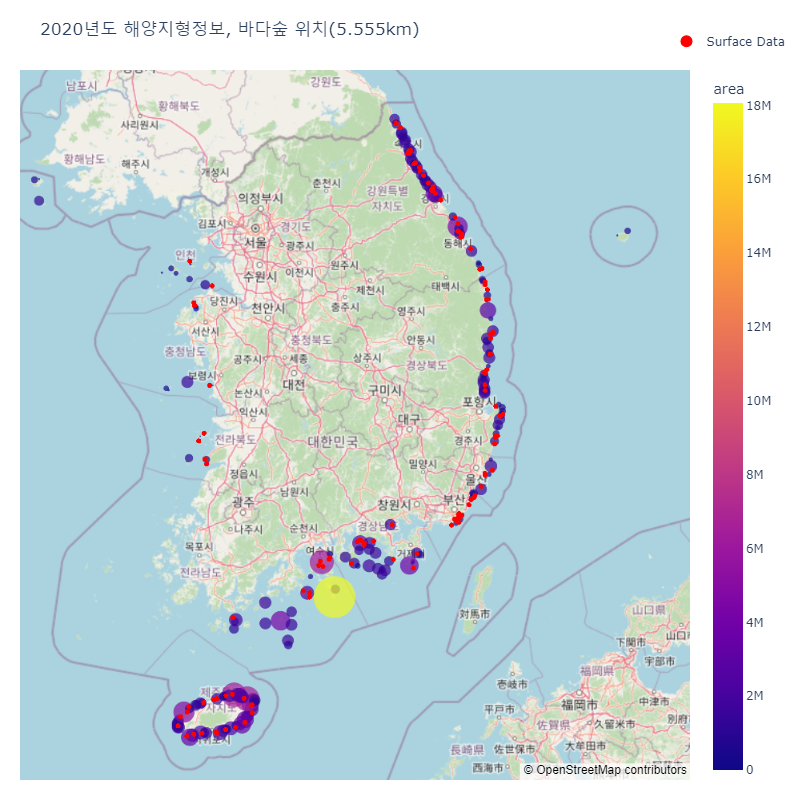 2020년도 해양지형정보, 바다숲 위치(5.555km)
Surface Data
area
18M
16M
14M
12M
10M
8M
6M
4M
2M
0
남포시
황해북도
강원도
사리원시
황해남도
해주시
개성시
춘천시
강원특별
자치도
의정부시
김포시
서울
경기도
광주시
동해시
인천
수원시
이천시
원주시
제천시
태백시
당진시
천안시
충주시
영주시
서산시
충청남도
충청북도
안동시
공주시
세종
상주시
경상북도
보령시
대전
논산시
구미시
포항시
익산시
대구
전라북도
대한민국
경주시
정읍시
밀양시
울산
남원시
광주
창원시
부산
나주시
순천시
경상남
목포시
여수시
거제
전라남도
対馬市
山口県
下関市
山口
宇部市
福岡県
壱岐市
福岡市
中津市
平戸市
佐賀県
久留米市
別府
長崎県
佐世保市
大牟田市
西海市
제주
자치도
귀포시
© OpenStreetMap contributors